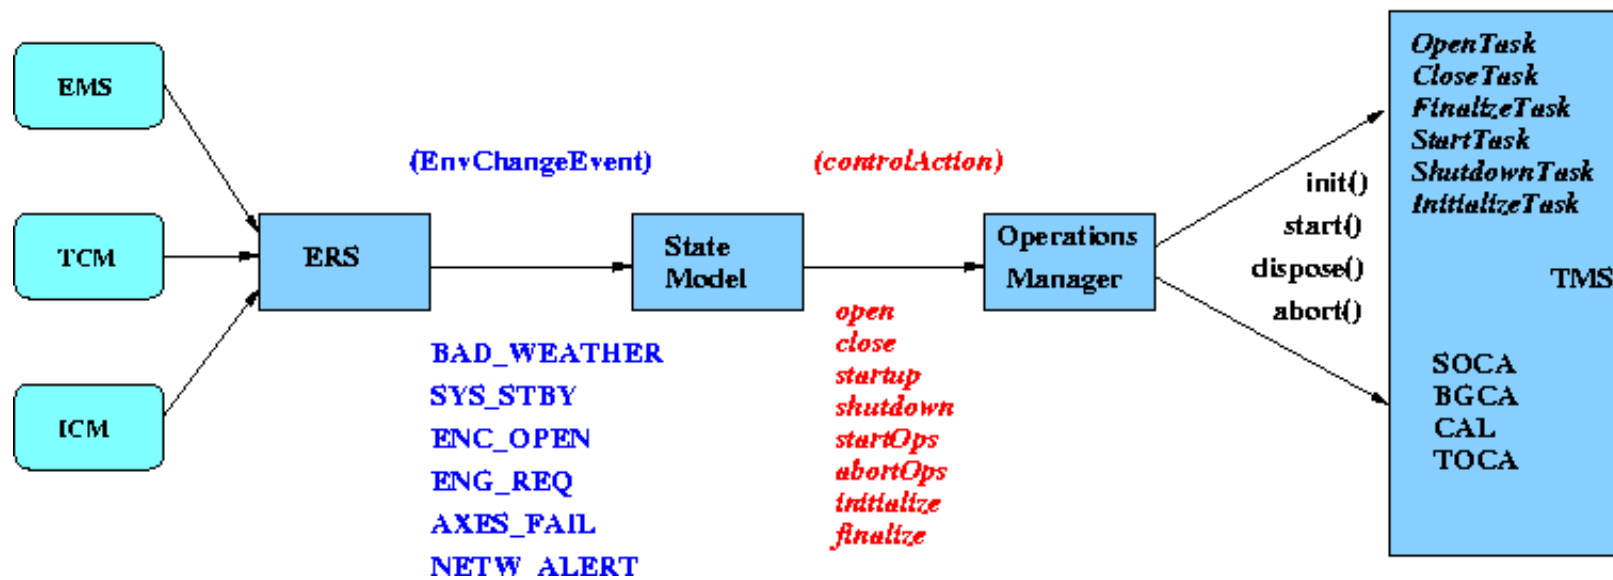 EMS
TCM
ICM
ERS
(EnvChangeEvent)
BAD_WEATHER
SYS_STBY
ENC_OPEN
ENG_REQ
AXES_FAIL
NETW_ALERT
State
Model
(controlAction)
open
close
startup
shutdown
startOps
abortOps
initialize
finalize
Operations
Manager
init()
start()
dispose()
abort()
OpenTask
CloseTask
FinalizeTask
StartTask
ShutdownTask
InitializeTask
TMS
SOCA
BGCA
CAL
TOCA